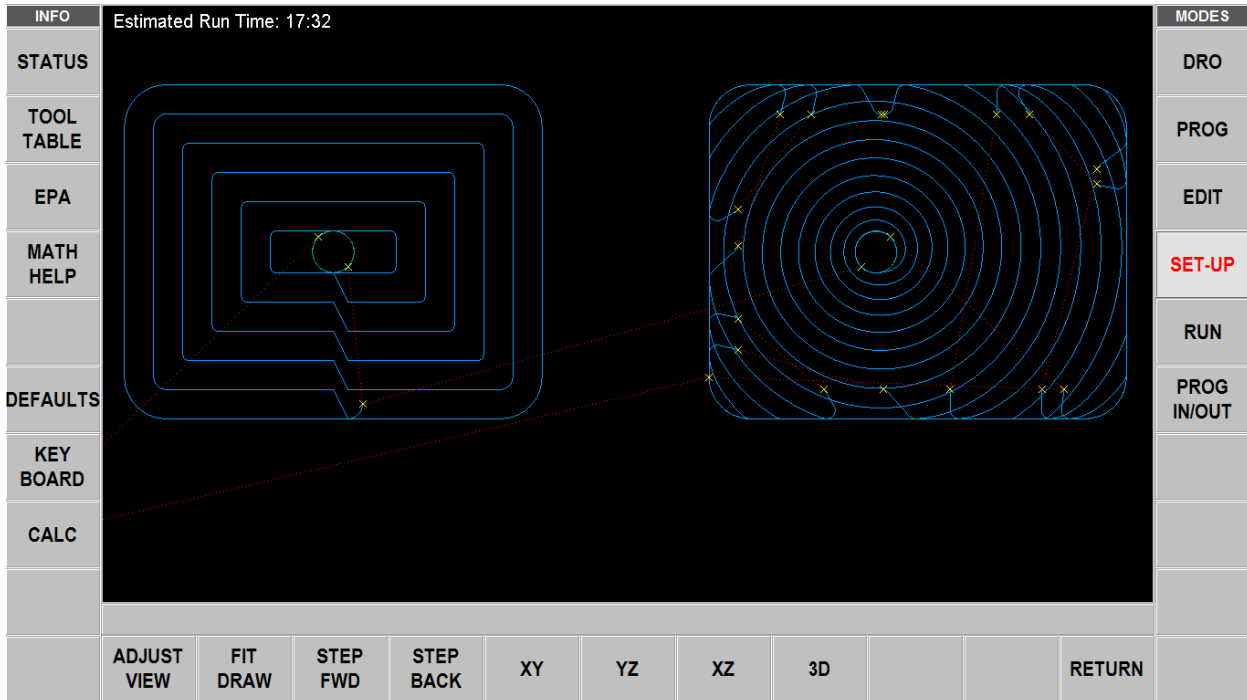 INFO
Estimated Run Time: 17:32
MODES
STATUS
TOOL
TABLE
EPA
MATH
HELP
DEFAULTS
KEY
BOARD
CALC
DRO
PROG
EDIT
SET-UP
RUN
PROG
IN/OUT
ADJUST
VIEW
FIT
DRAW
STEP
FWD
STEP
BACK
XY
YZ
XZ
3D
RETURN